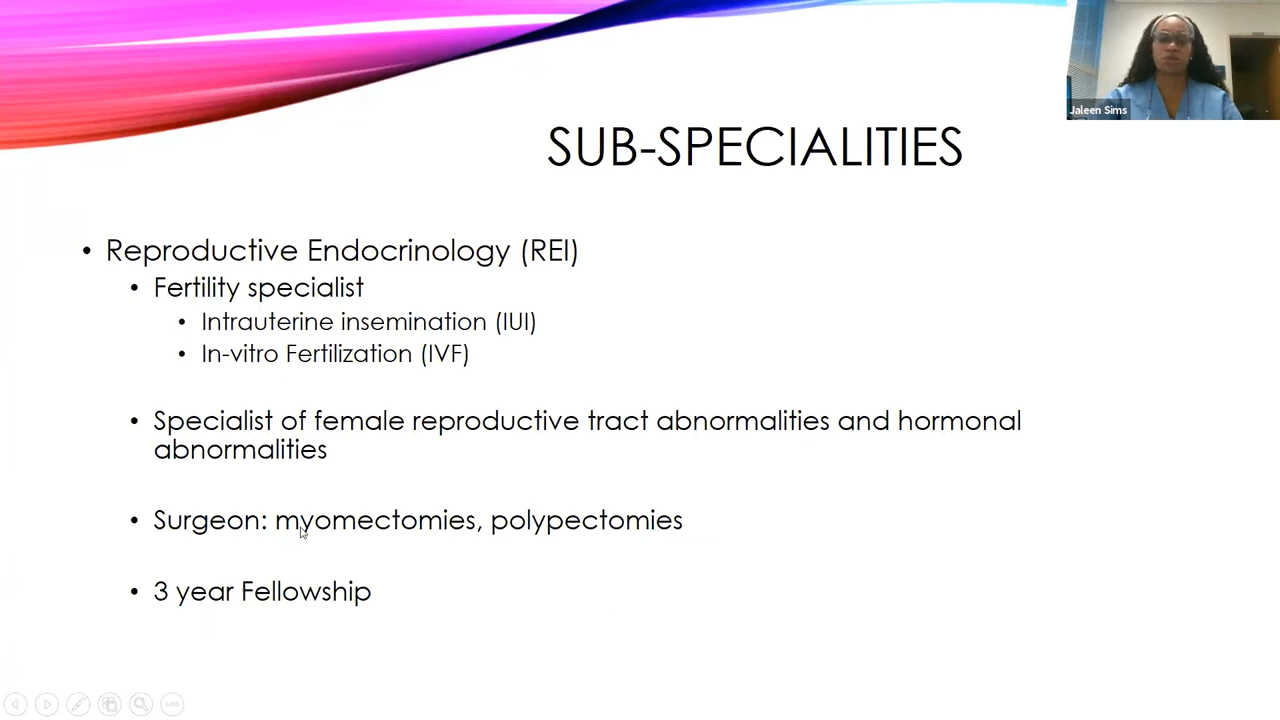 Jaleen Sims
SUB-SPECIALITIES
• Reproductive Endocrinology (REI)
• Fertility specialist
• Intrauterine insemination (IUI)
• In-vitro Fertilization (IVF)
• Specialist of female reproductive tract abnormalities and hormonal
abnormalities
• Surgeon: myomectomies, polypectomies
• 3 year Fellowship